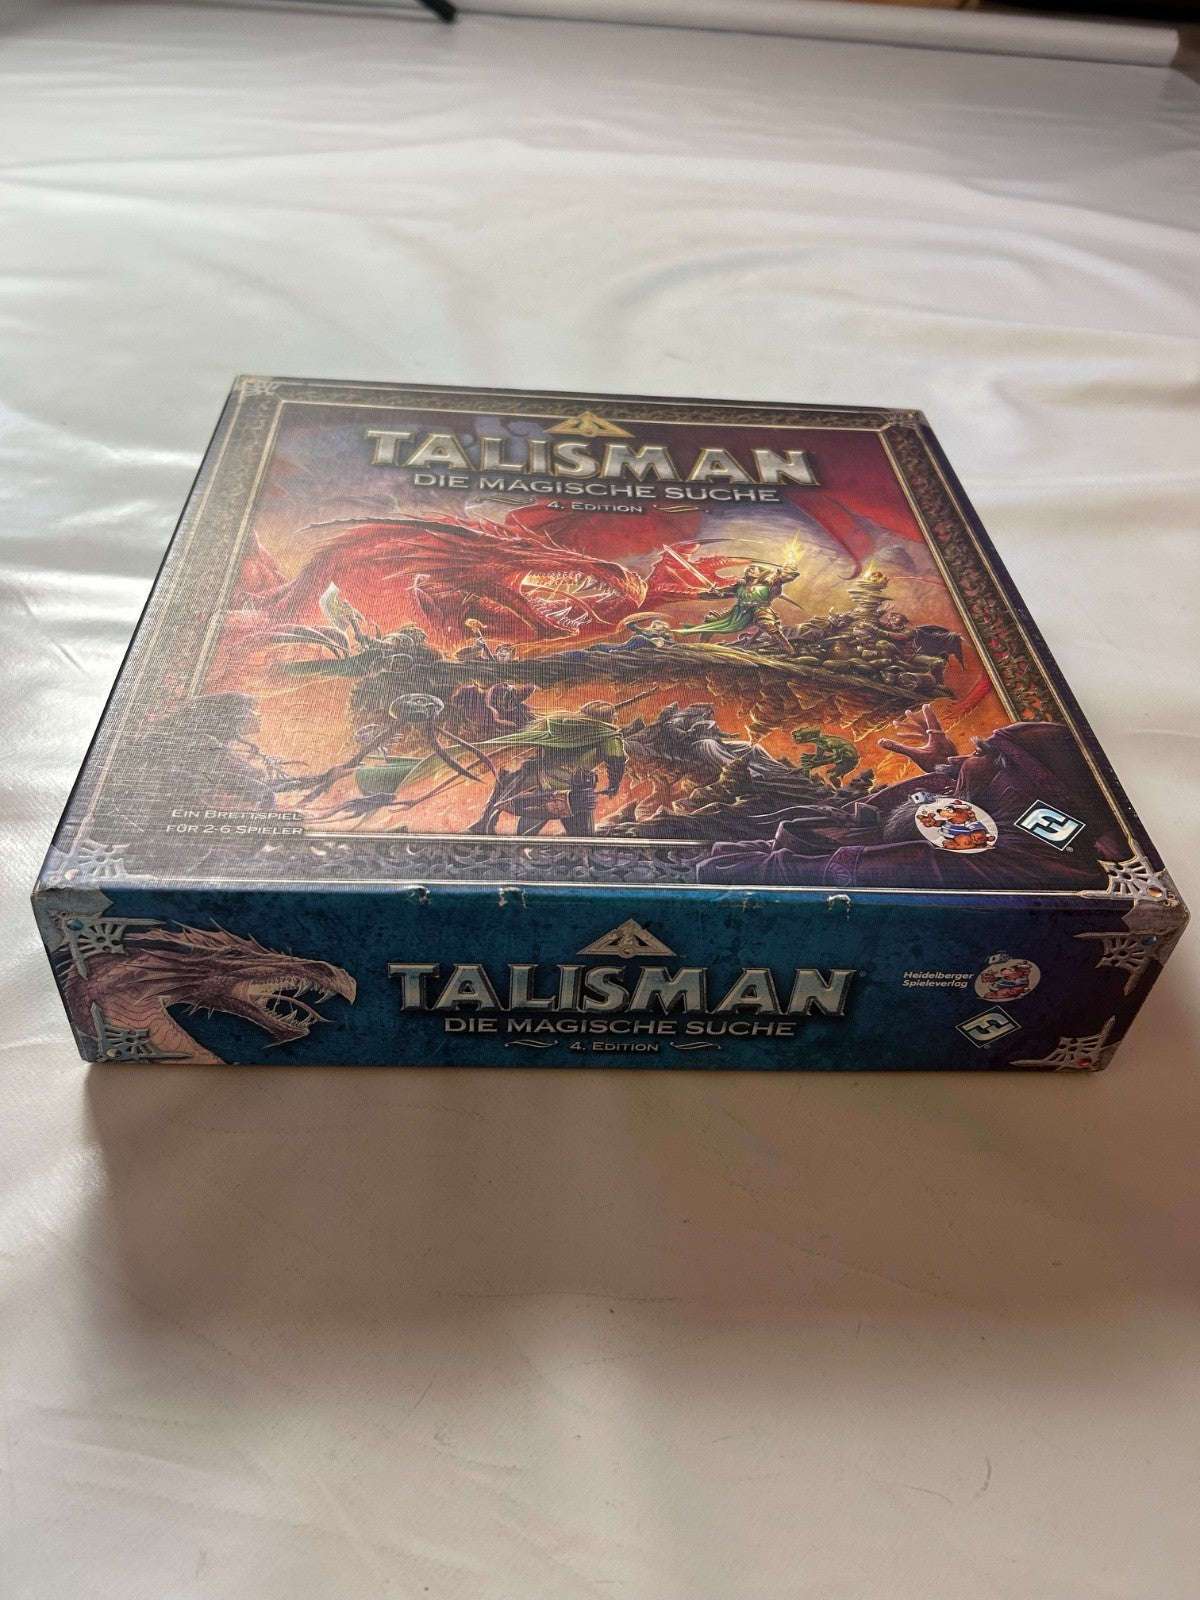 TALISMAN
DIE MAGISCHE SUCHE
4. EDITION
EIN BRETTSPIEL
FÜR 2-6 SPIELER
TALISMAN®
DIE MAGISCHE SUCHE
4. EDITION
Heidelberger
Spieleverlag